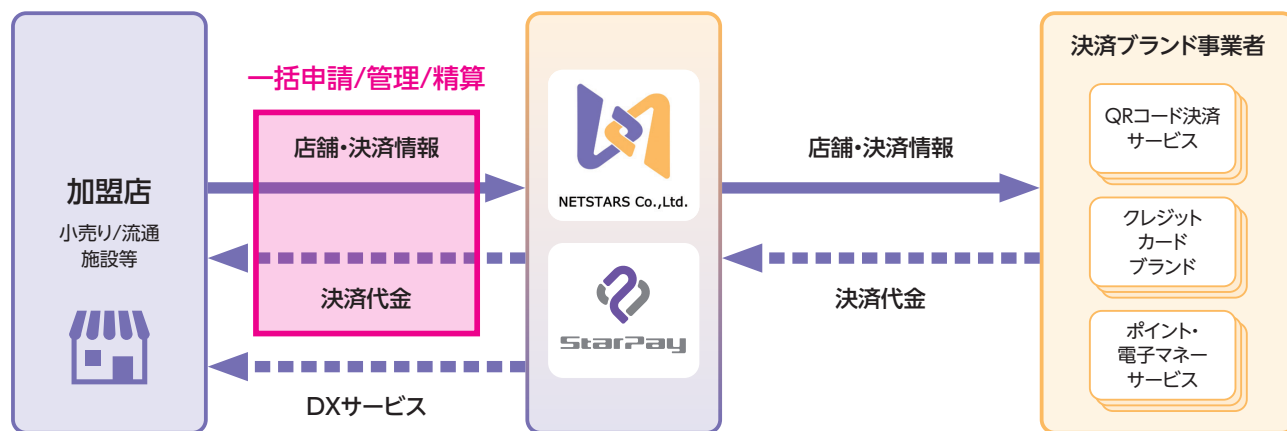 加盟店
小売り/流通
施設等
一括申請/管理/精算
店舗・決済情報
決済代金
DXサービス
NETSTARS Co.,Ltd.
StarPay
店舗・決済情報
決済代金
決済ブランド事業者
QRコード決済
サービス
クレジット
カード
ブランド
ポイント・
電子マネー
サービス